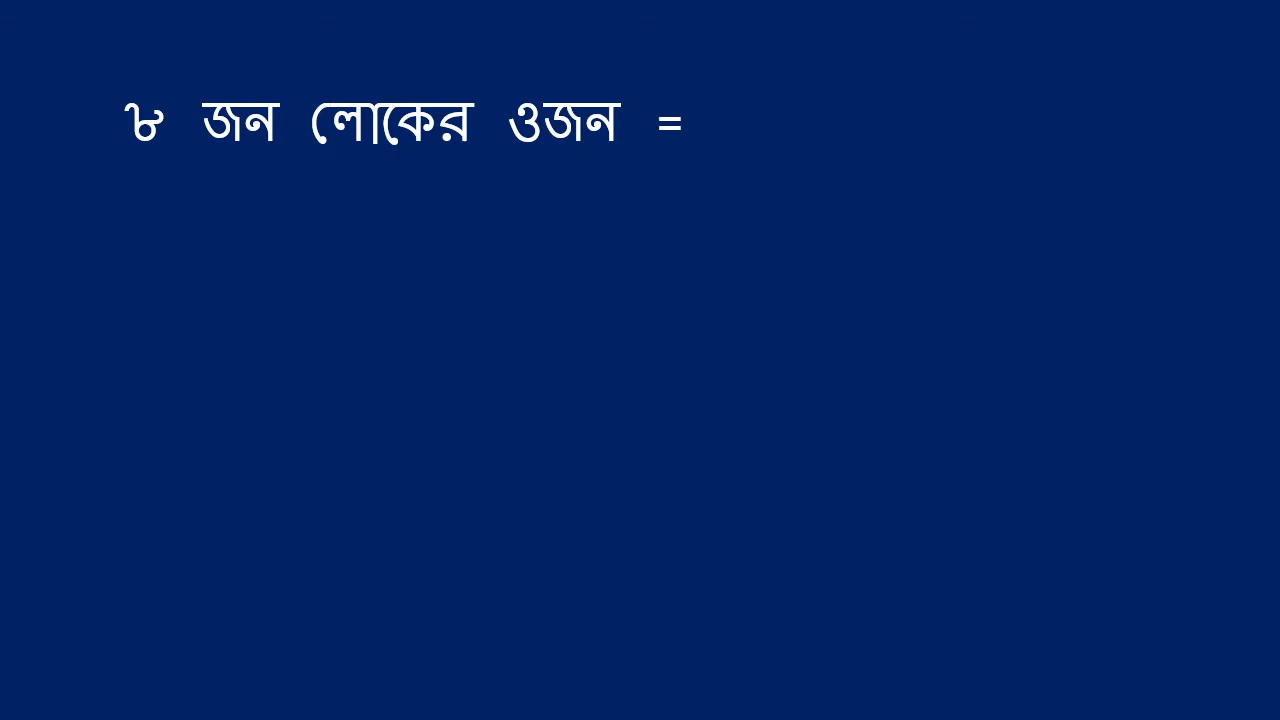 ৮ জন লোকের ওজন =